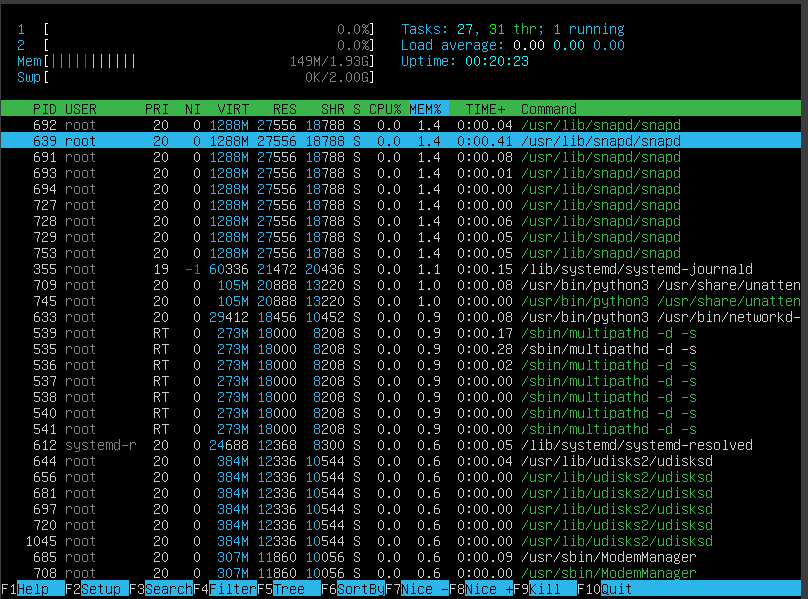 1 [ 0.0%] Tasks: 27, 31 thr; 1 running
2 [ 0.0%] Load average: 0.00 0.00 0.00
Mem[||||||||||| 149M/1.93G] Uptime: 00:20:23
Swp[ 0K/2.00G]
PID USER PRI NI VIRT RES SHR S CPU% MEM% TIME+ Command
692 root 20 0 1288M 27556 18788 S 0.0 1.4 0:00.04 /usr/lib/snapd/snapd
639 root 20 0 1288M 27556 18788 S 0.0 1.4 0:00.41 /usr/lib/snapd/snapd
691 root 20 0 1288M 27556 18788 S 0.0 1.4 0:00.08 /usr/lib/snapd/snapd
693 root 20 0 1288M 27556 18788 S 0.0 1.4 0:00.01 /usr/lib/snapd/snapd
694 root 20 0 1288M 27556 18788 S 0.0 1.4 0:00.00 /usr/lib/snapd/snapd
727 root 20 0 1288M 27556 18788 S 0.0 1.4 0:00.00 /usr/lib/snapd/snapd
728 root 20 0 1288M 27556 18788 S 0.0 1.4 0:00.06 /usr/lib/snapd/snapd
729 root 20 0 1288M 27556 18788 S 0.0 1.4 0:00.05 /usr/lib/snapd/snapd
753 root 20 0 1288M 27556 18788 S 0.0 1.4 0:00.05 /usr/lib/snapd/snapd
355 root 19 -1 60336 21472 20436 S 0.0 1.1 0:00.15 /lib/systemd/systemd-journald
709 root 20 0 105M 20888 13220 S 0.0 1.0 0:00.08 /usr/bin/python3 /usr/share/unatten
745 root 20 0 105M 20888 13220 S 0.0 1.0 0:00.00 /usr/bin/python3 /usr/share/unatten
633 root 20 0 29412 18456 10452 S 0.0 0.9 0:00.08 /usr/bin/python3 /usr/bin/networkd-
539 root RT 0 273M 18000 8208 S 0.0 0.9 0:00.17 /sbin/multipathd -d -s
535 root RT 0 273M 18000 8208 S 0.0 0.9 0:00.28 /sbin/multipathd -d -s
536 root RT 0 273M 18000 8208 S 0.0 0.9 0:00.02 /sbin/multipathd -d -s
537 root RT 0 273M 18000 8208 S 0.0 0.9 0:00.00 /sbin/multipathd -d -s
538 root RT 0 273M 18000 8208 S 0.0 0.9 0:00.00 /sbin/multipathd -d -s
540 root RT 0 273M 18000 8208 S 0.0 0.9 0:00.00 /sbin/multipathd -d -s
541 root RT 0 273M 18000 8208 S 0.0 0.9 0:00.00 /sbin/multipathd -d -s
612 systemd-r 20 0 24688 12368 8300 S 0.0 0.6 0:00.05 /lib/systemd/systemd-resolved
644 root 20 0 384M 12336 10544 S 0.0 0.6 0:00.04 /usr/lib/udisks2/udisksd
656 root 20 0 384M 12336 10544 S 0.0 0.6 0:00.00 /usr/lib/udisks2/udisksd
681 root 20 0 384M 12336 10544 S 0.0 0.6 0:00.00 /usr/lib/udisks2/udisksd
697 root 20 0 384M 12336 10544 S 0.0 0.6 0:00.00 /usr/lib/udisks2/udisksd
720 root 20 0 384M 12336 10544 S 0.0 0.6 0:00.00 /usr/lib/udisks2/udisksd
1045 root 20 0 384M 12336 10544 S 0.0 0.6 0:00.00 /usr/lib/udisks2/udisksd
685 root 20 0 307M 11860 10056 S 0.0 0.6 0:00.09 /usr/sbin/ModemManager
708 root 20 0 307M 11860 10056 S 0.0 0.6 0:00.00 /usr/sbin/ModemManager
F1Help F2Setup F3SearchF4FilterF5Tree F6SortByF7Nice -F8Nice +F9Kill F10Quit